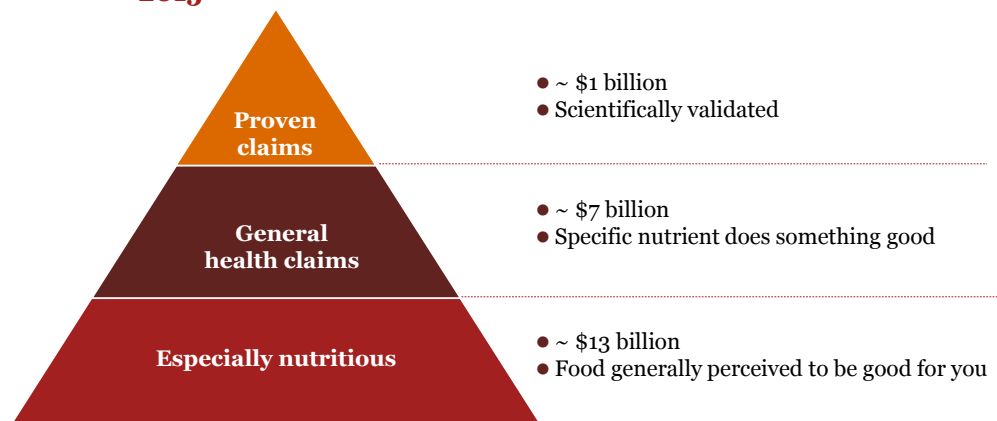 Proven
claims
● ~ $1 billion
● Scientifically validated
General
health claims
● ~ $7 billion
● Specific nutrient does something good
Especially nutritious
● ~ $13 billion
● Food generally perceived to be good for you